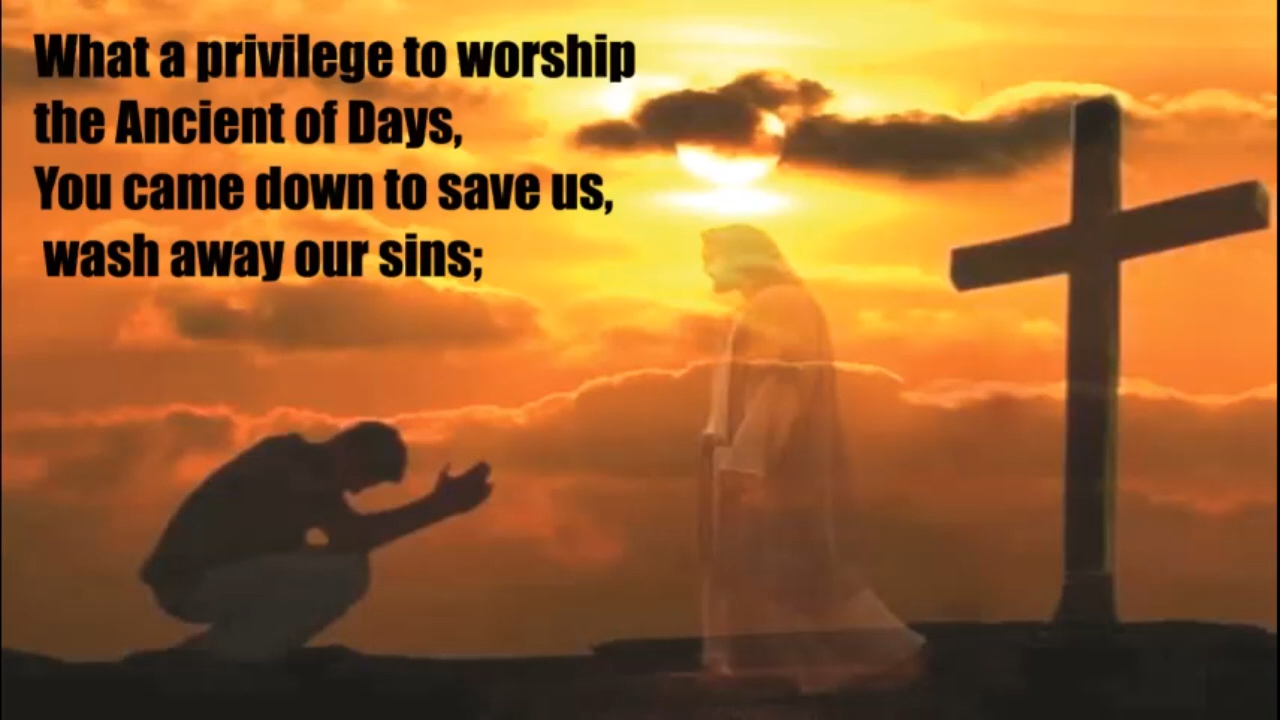 What a privilege to worship
the Ancient of Days,
You came down to save us,
wash away our sins;